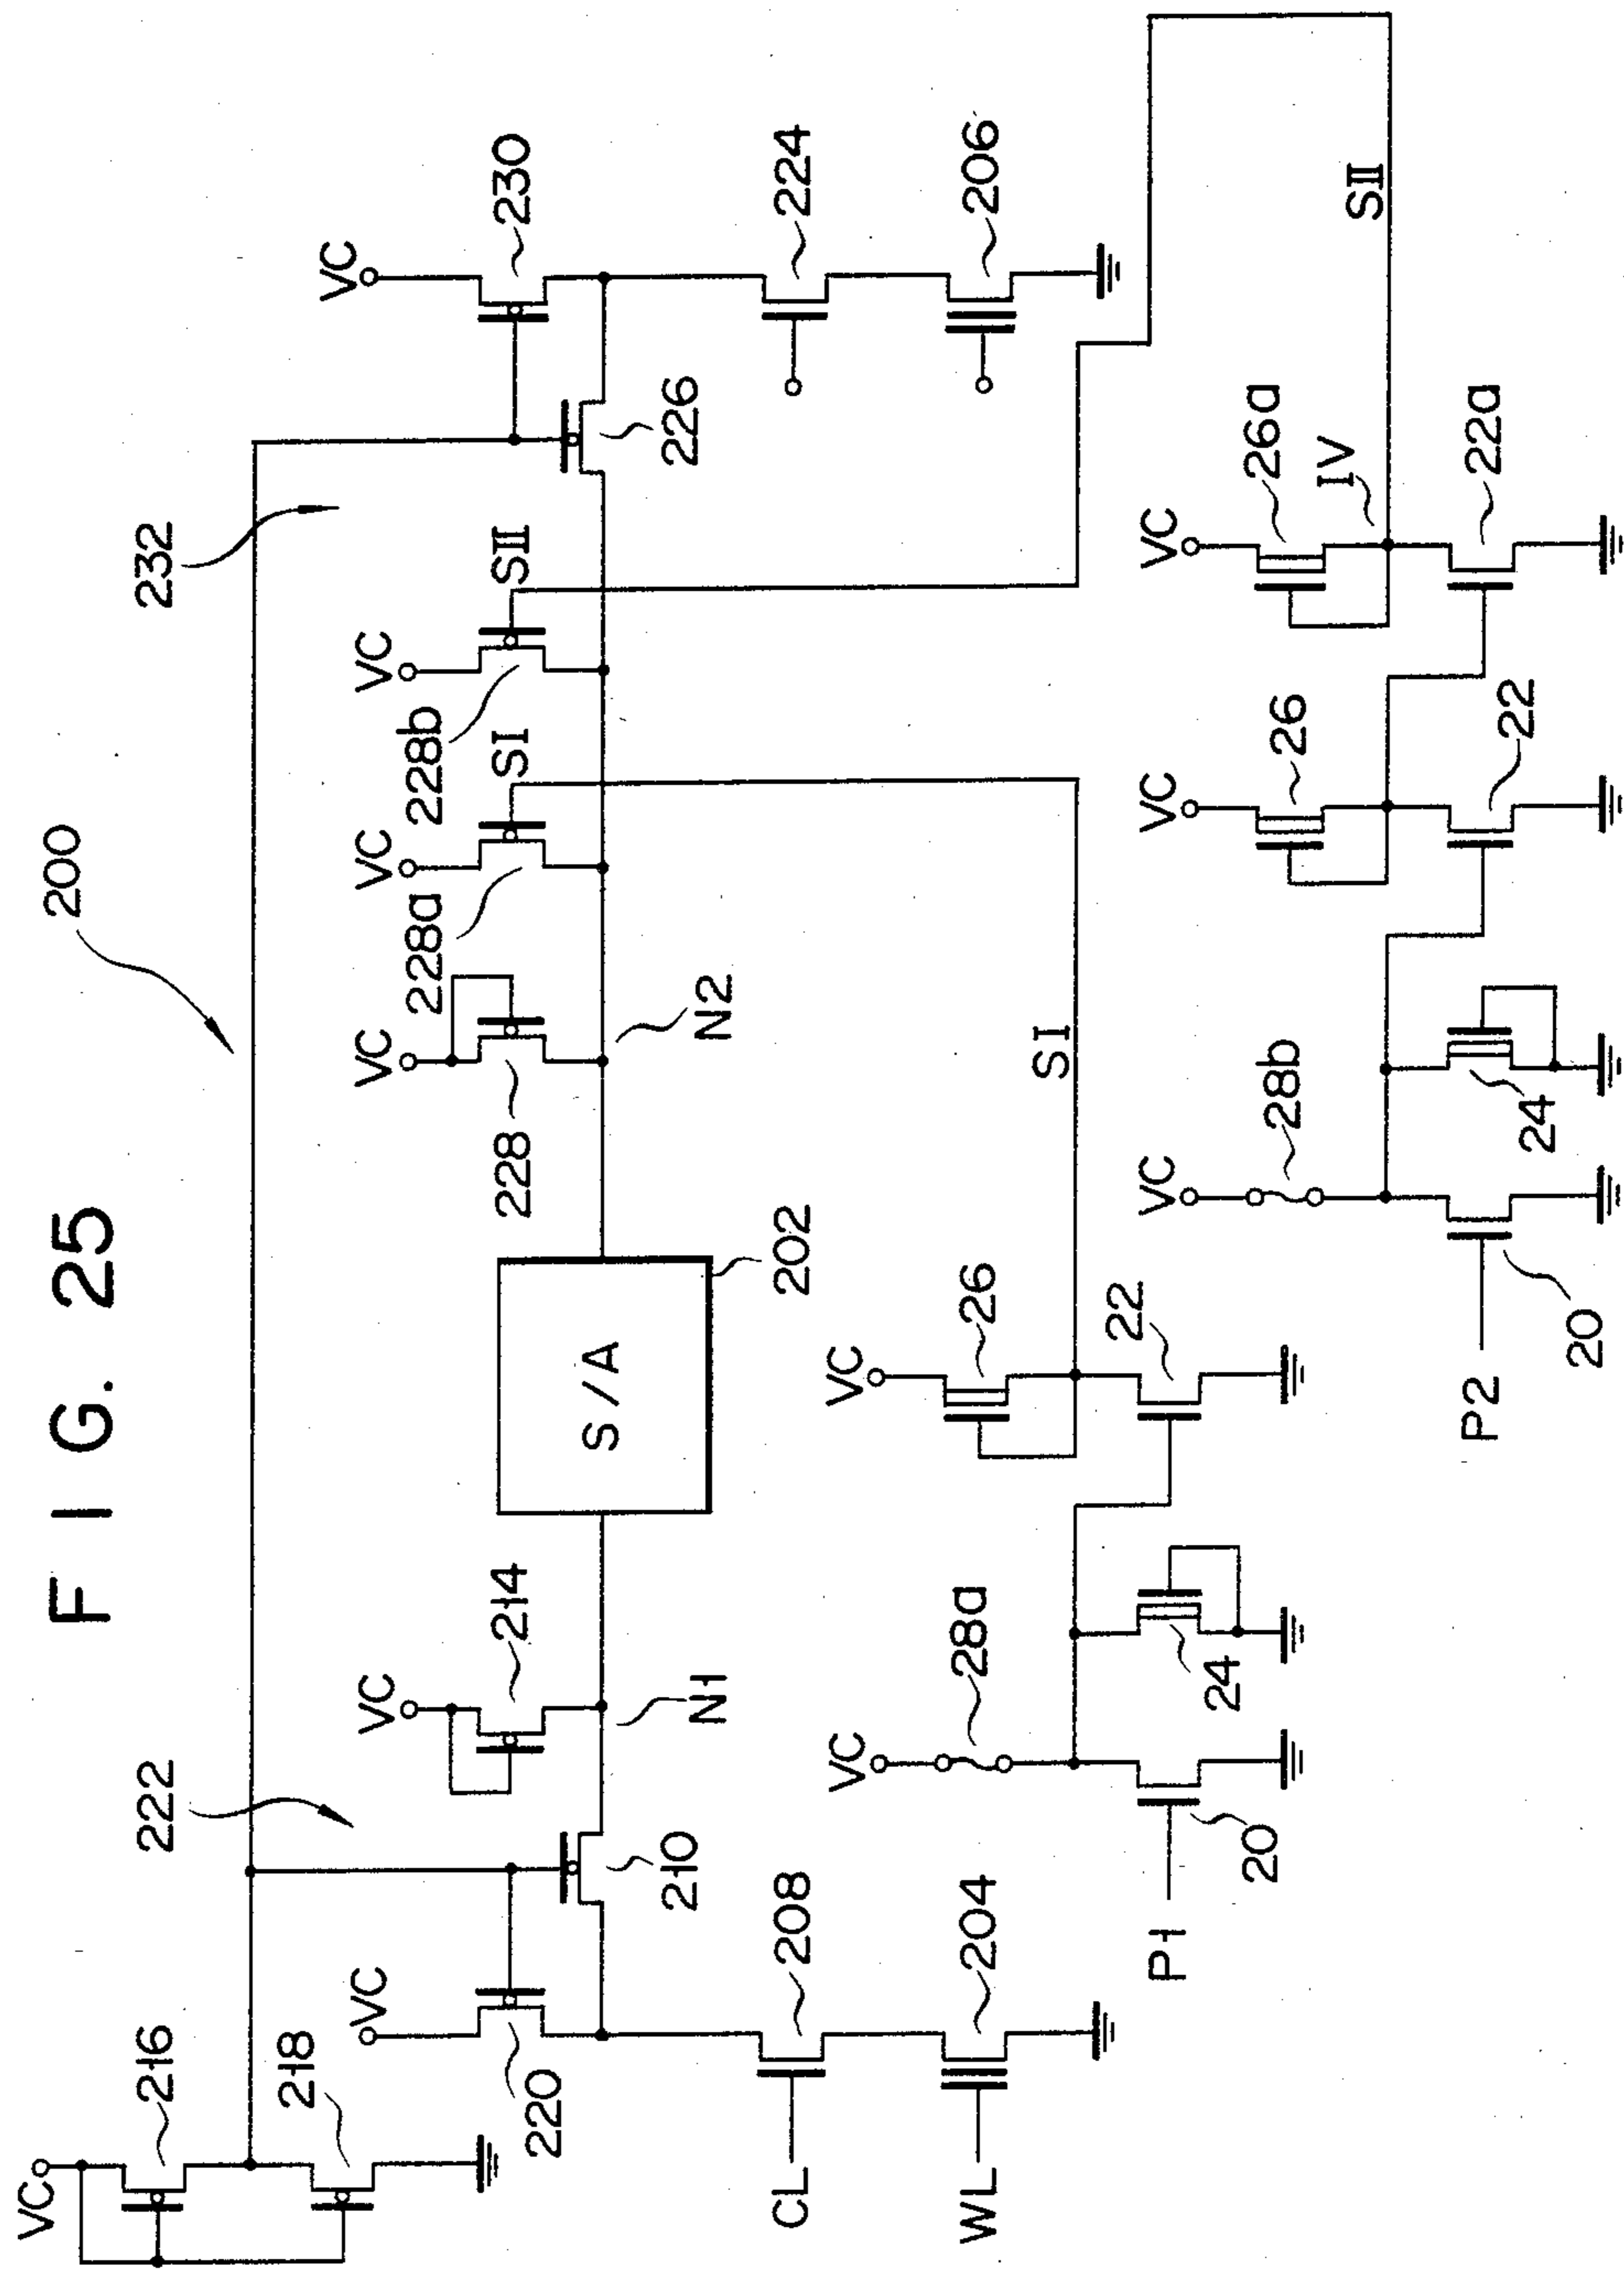 FIG. 25
200
VC
216
218
VC
220
222
210
VC
214
N1
S/A
202
VC
228
N2
VC
228a
SI
VC
228b
SII
232
226
VC
230
224
206
CL
208
WL
204
VC
28a
P1
20
24
VC
26
22
SI
VC
28b
P2
20
24
VC
26
22
VC
26a
IV
22a
SII